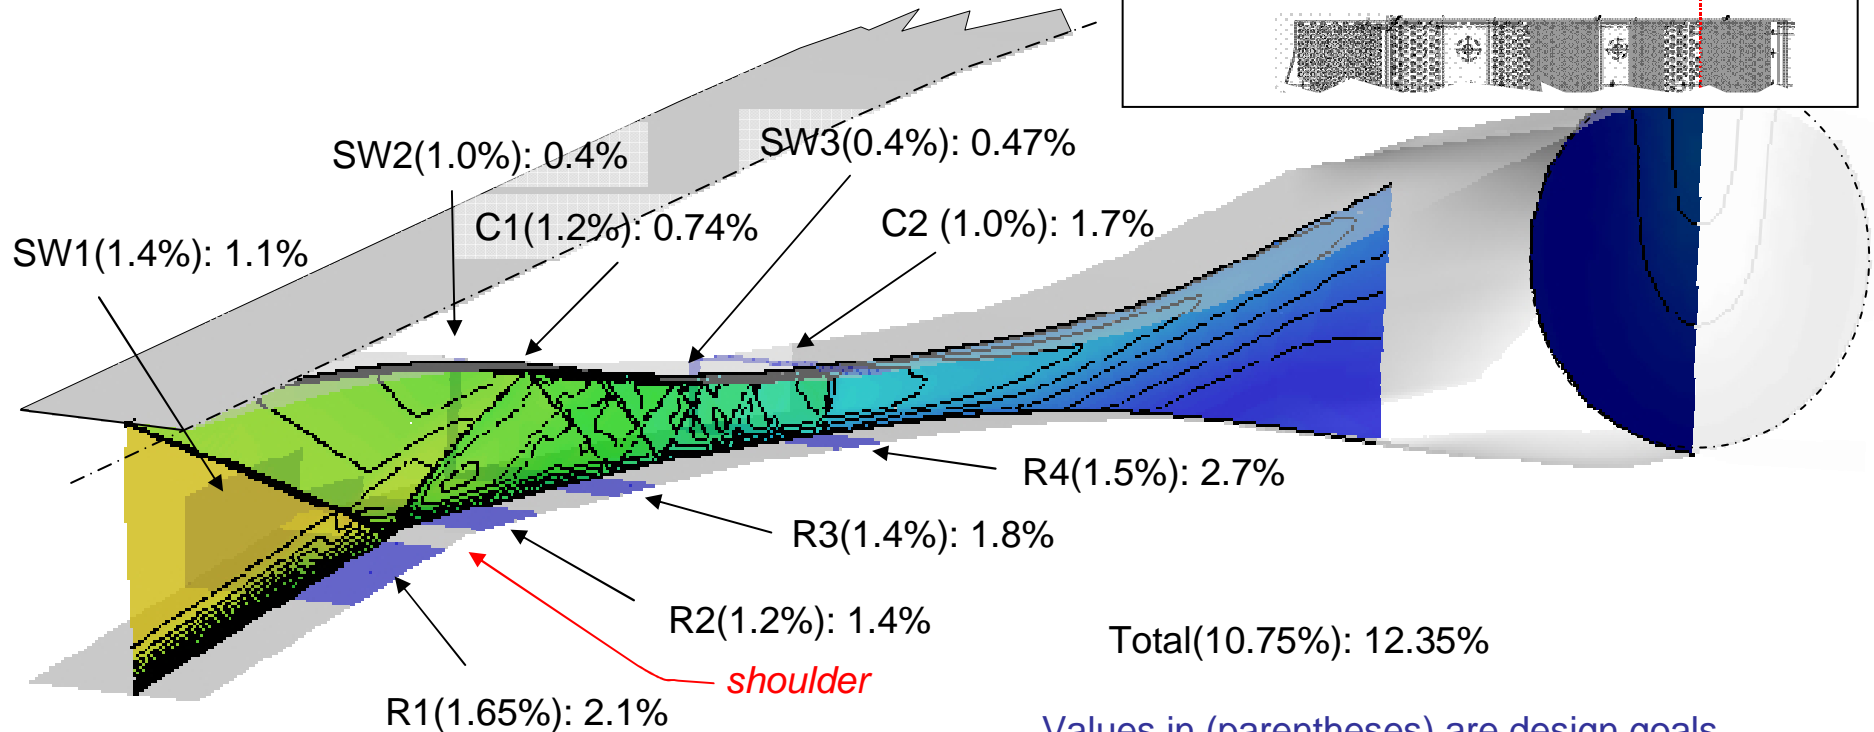 SW2(1.0%): 0.4%
SW3(0.4%): 0.47%
C1(1.2%): 0.74%
C2 (1.0%): 1.7%
SW1(1.4%): 1.1%
R4(1.5%): 2.7%
R3(1.4%): 1.8%
R2(1.2%): 1.4%
Total(10.75%): 12.35%
shoulder
R1(1.65%): 2.1%
Values in (parentheses) are design goals